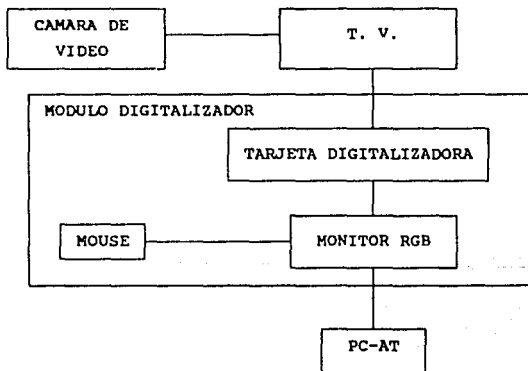 CAMARA DE
VIDEO
T. V.
MODULO DIGITALIZADOR
TARJETA DIGITALIZADORA
MOUSE
MONITOR RGB
PC-AT